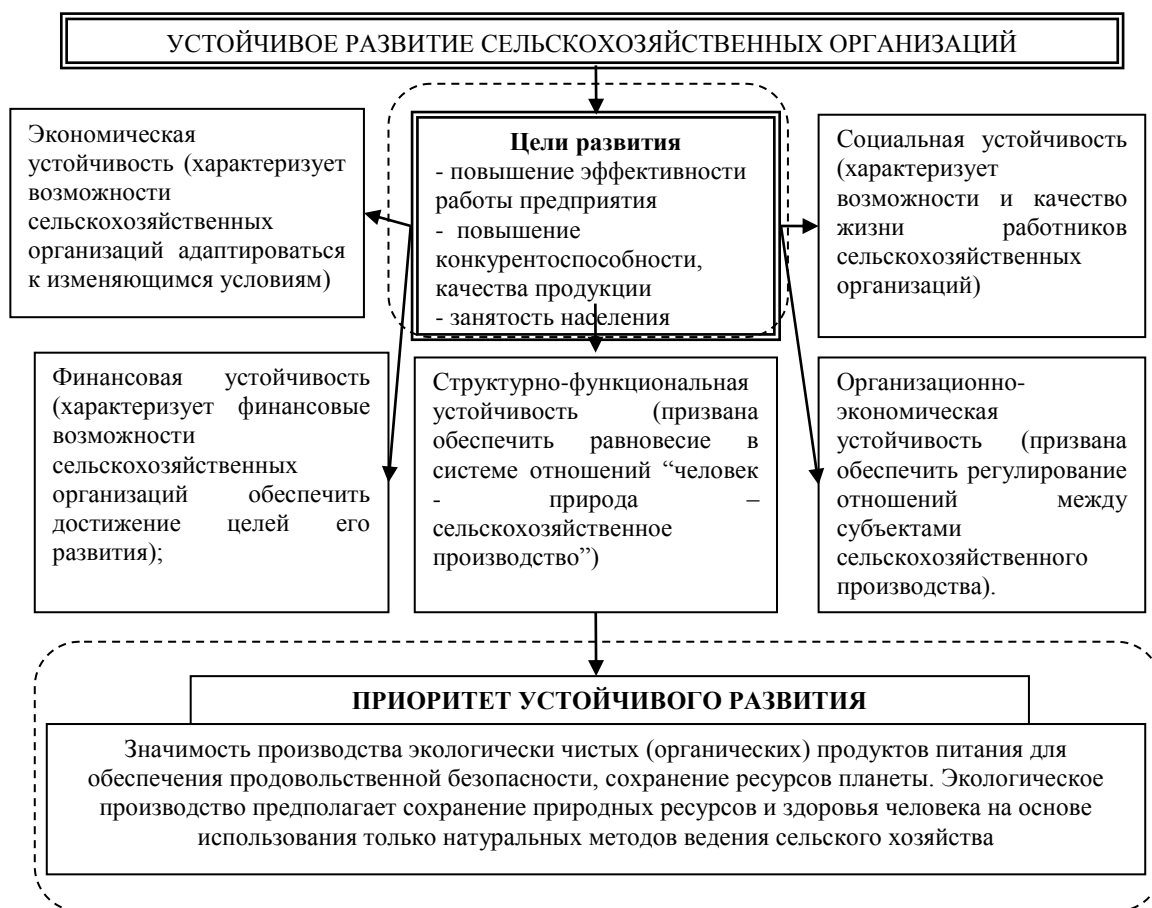 УСТОЙЧИВОЕ РАЗВИТИЕ СЕЛЬСКОХОЗЯЙСТВЕННЫХ ОРГАНИЗАЦИЙ
Экономическая
устойчивость (характеризует
возможности
сельскохозяйственных
организаций адаптироваться
к изменяющимся условиям)
Цели развития
- повышение эффективности
работы предприятия
- повышение
конкурентоспособности,
качества продукции
- занятость населения
Социальная устойчивость
(характеризует
возможности и качество
жизни работников
сельскохозяйственных
организаций)
Финансовая устойчивость
(характеризует финансовые
возможности
сельскохозяйственных
организаций обеспечить
достижение целей его
развития);
Структурно-функциональная
устойчивость (призвана
обеспечить равновесие в
системе отношений “человек
- природа –
сельскохозяйственное
производство”)
Организационно-
экономическая
устойчивость (призвана
обеспечить регулирование
отношений между
субъектами
сельскохозяйственного
производства).
ПРИОРИТЕТ УСТОЙЧИВОГО РАЗВИТИЯ
Значимость производства экологически чистых (органических) продуктов питания для
обеспечения продовольственной безопасности, сохранение ресурсов планеты. Экологическое
производство предполагает сохранение природных ресурсов и здоровья человека на основе
использования только натуральных методов ведения сельского хозяйства